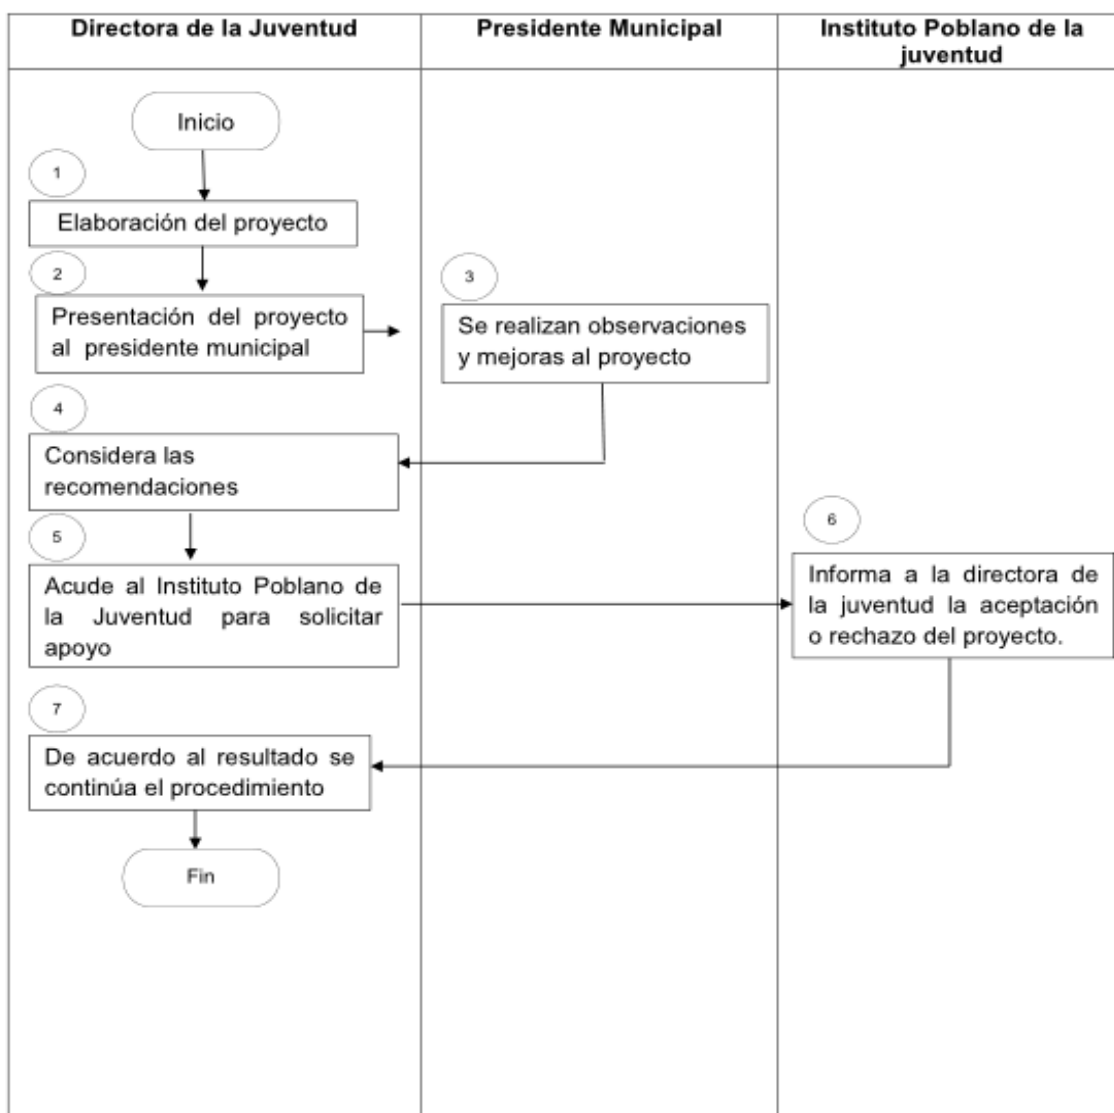 Directora de la Juventud
Presidente Municipal
Instituto Poblano de la
juventud
Inicio
1
Elaboración del proyecto
2
Presentación del proyecto
al presidente municipal
3
Se realizan observaciones
y mejoras al proyecto
4
Considera las
recomendaciones
5
Acude al Instituto Poblano de
la Juventud para solicitar
apoyo
6
Informa a la directora de
la juventud la aceptación
o rechazo del proyecto.
7
De acuerdo al resultado se
continúa el procedimiento
Fin